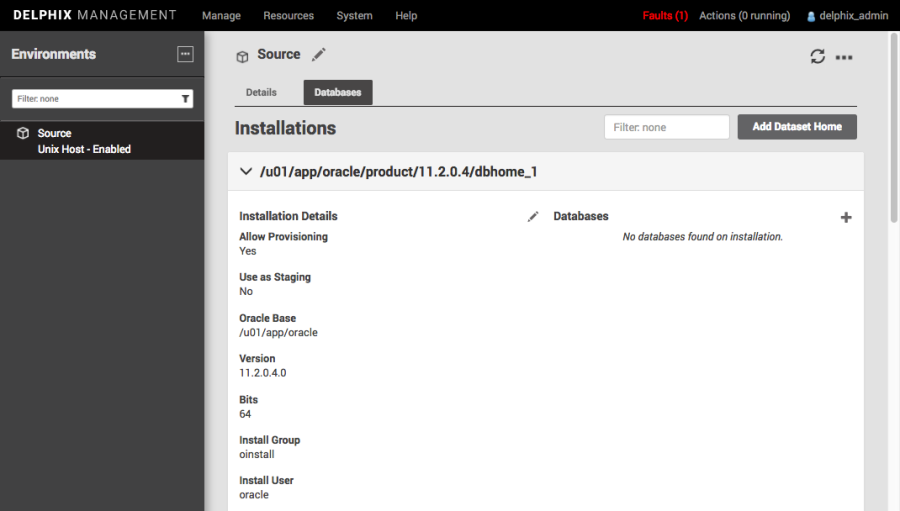 DELPHIX MANAGEMENT Manage Resources System Help Faults (1) Actions (0 running) delphix_admin
Environments
Filter: none
Source
Unix Host - Enabled
Source
Details Databases
Installations Filter: none Add Dataset Home
/u01/app/oracle/product/11.2.0.4/dbhome_1
Installation Details Databases
Allow Provisioning No databases found on installation.
Yes
Use as Staging
No
Oracle Base
/u01/app/oracle
Version
11.2.0.4.0
Bits
64
Install Group
oinstall
Install User
oracle